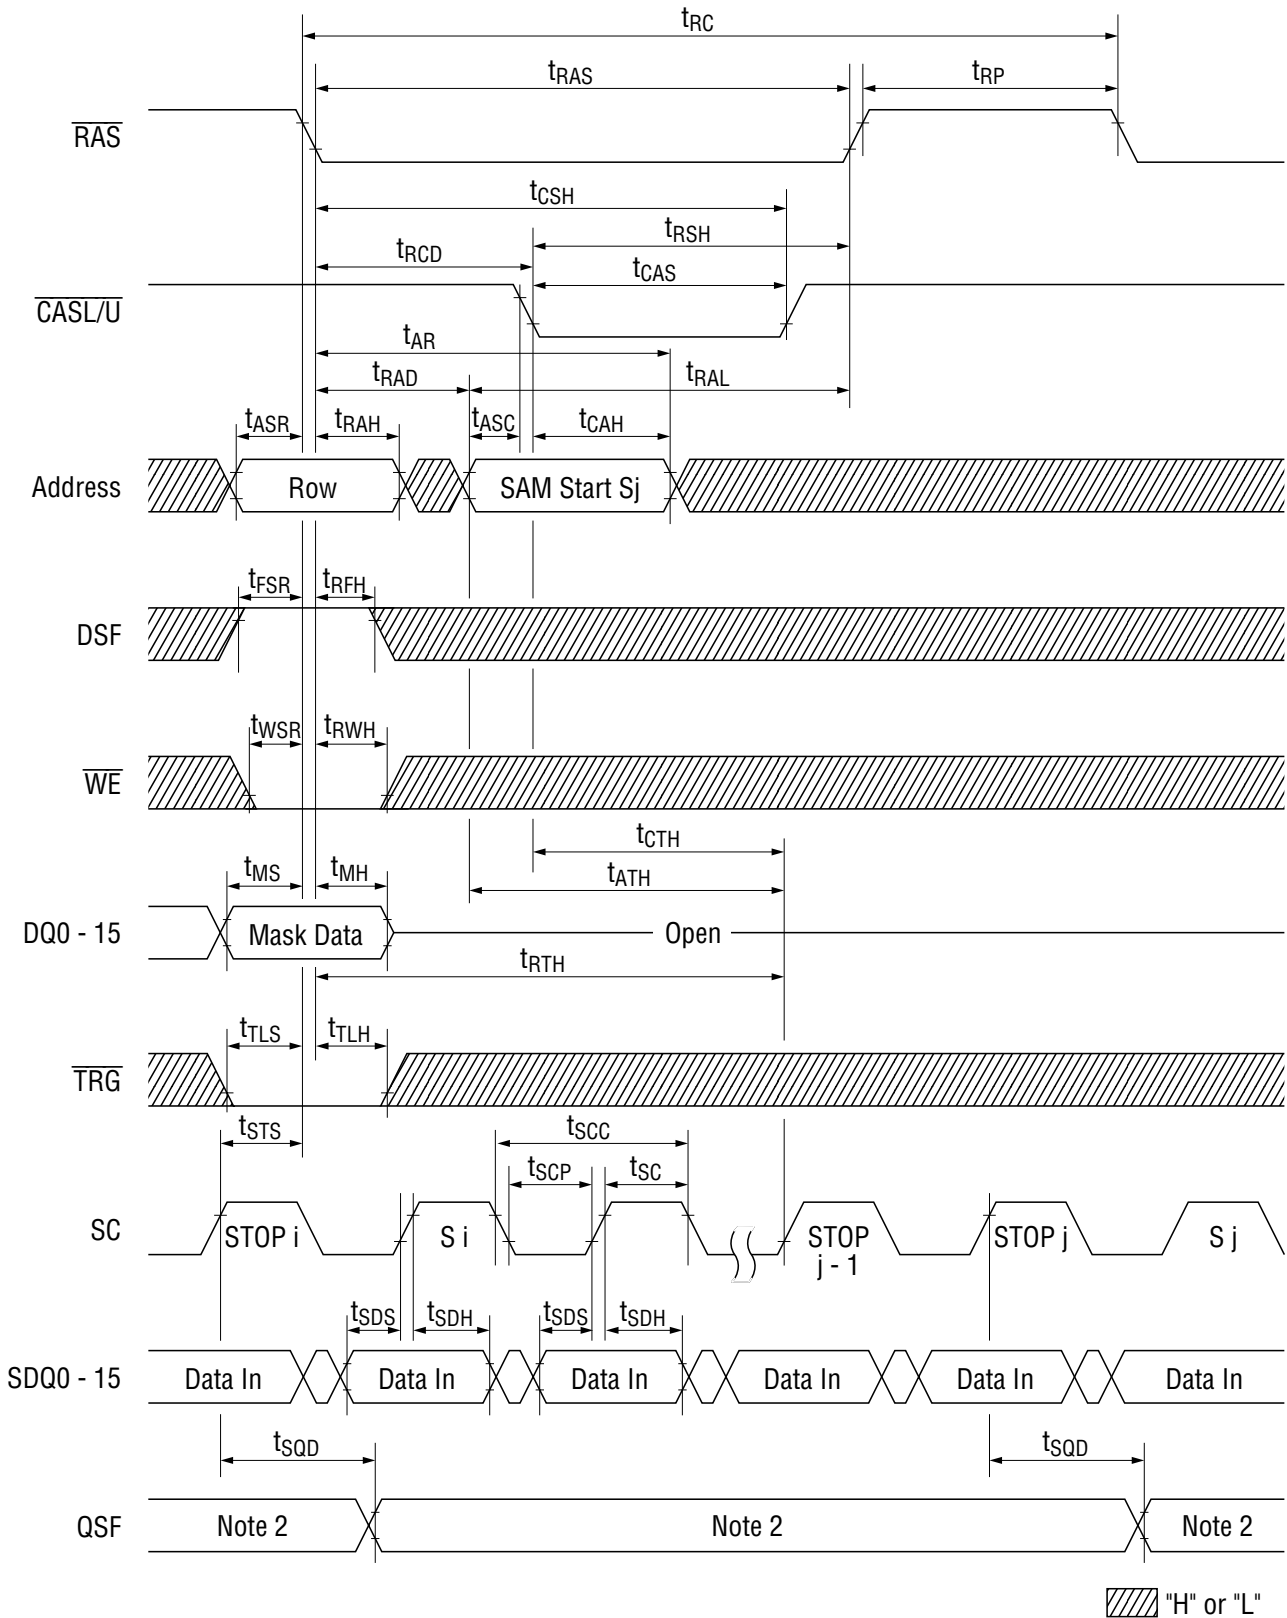 tRC
tRAS
tRP
RAS
tCSH
tRSH
tRCD
tCAS
CASL/U
tAR
tRAD
tRAL
tASR
tRAH
tASC
tCAH
Address
Row
SAM Start Sj
tFSR
tRFH
DSF
tWSR
tRWH
WE
tCTH
tMS
tMH
tATH
DQ0 - 15
Mask Data
Open
tRTH
tTLS
tTLH
TRG
tSTS
tSCC
tSCP
tSC
SC
STOP i
S i
STOP
j - 1
STOP j
S j
tSDS
tSDH
tSDS
tSDH
SDQ0 - 15
Data In
Data In
Data In
Data In
Data In
Data In
tSQD
tSQD
QSF
Note 2
Note 2
Note 2
"H" or "L"